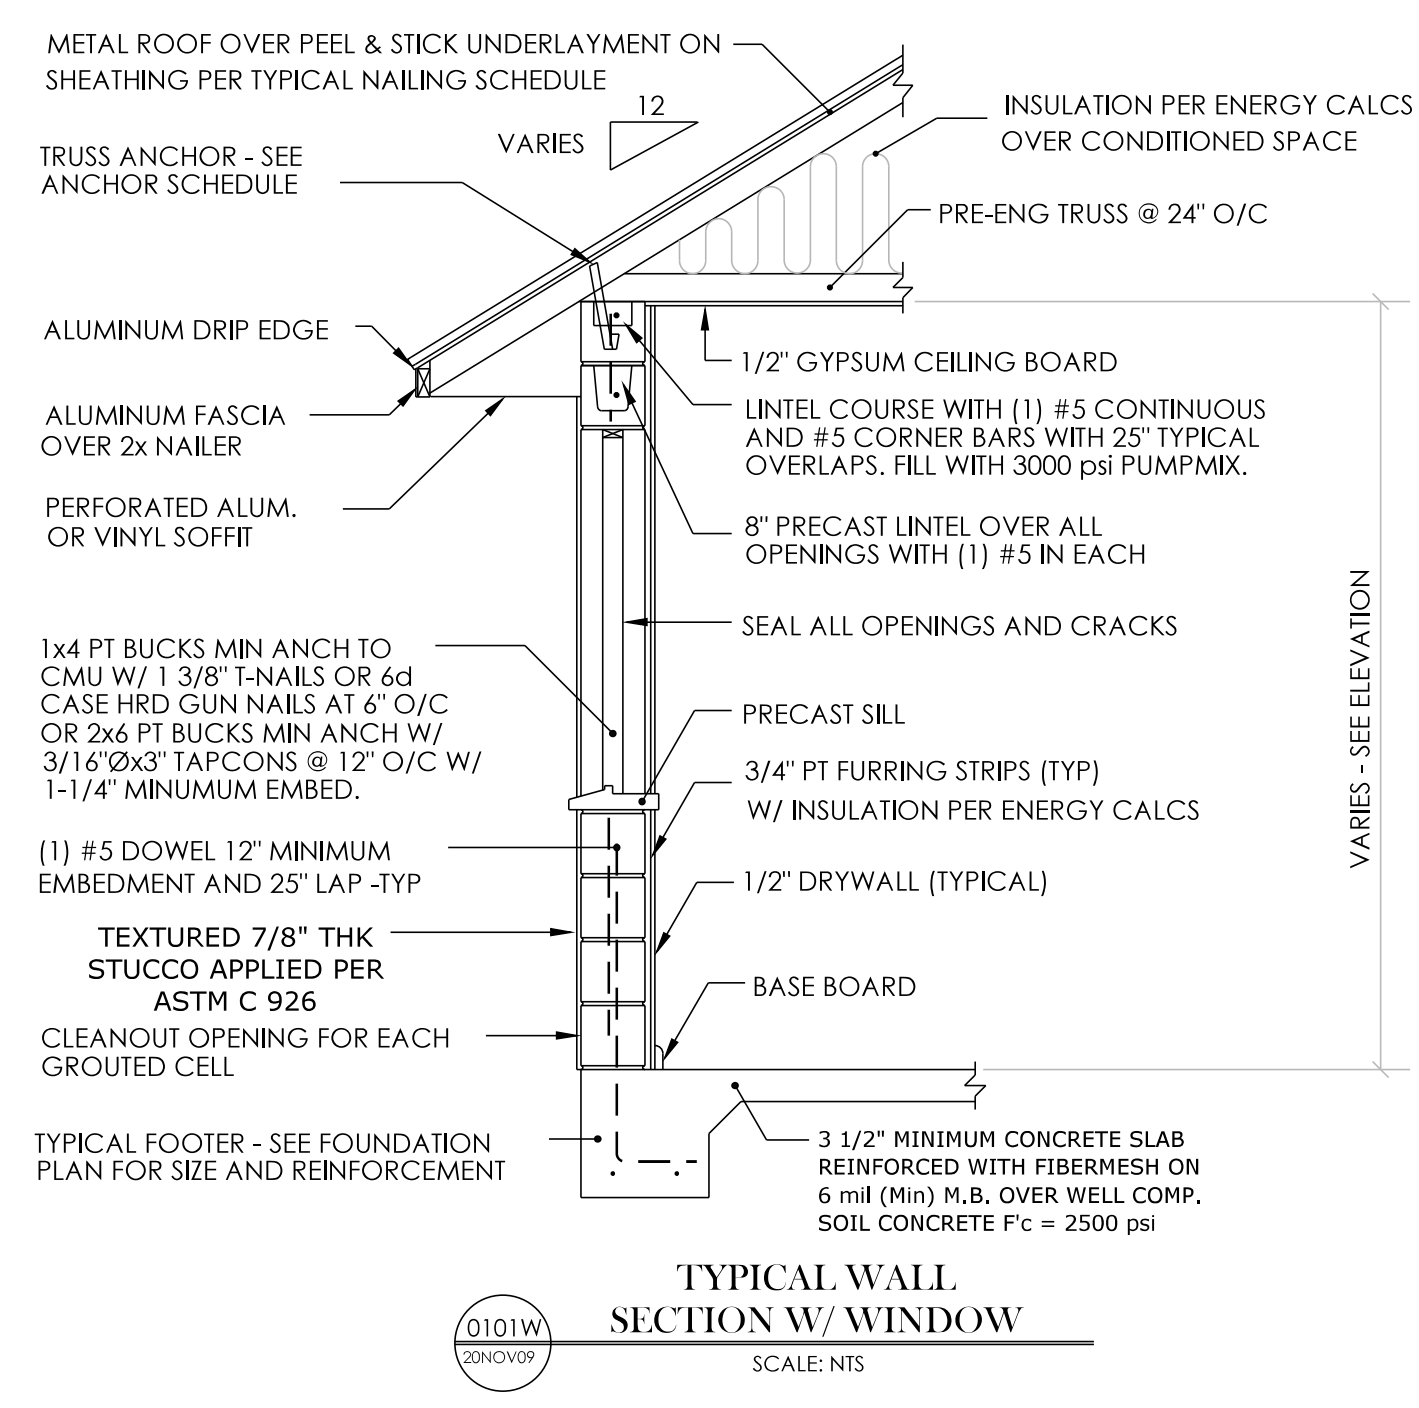 METAL ROOF OVER PEEL & STICK UNDERLAYMENT ON
SHEATHING PER TYPICAL NAILING SCHEDULE
12
VARIES
INSULATION PER ENERGY CALCS
OVER CONDITIONED SPACE
TRUSS ANCHOR - SEE
ANCHOR SCHEDULE
PRE-ENG TRUSS @ 24" O/C
ALUMINUM DRIP EDGE
1/2" GYPSUM CEILING BOARD
ALUMINUM FASCIA
OVER 2x NAILER
LINTEL COURSE WITH (1) #5 CONTINUOUS
AND #5 CORNER BARS WITH 25" TYPICAL
OVERLAPS. FILL WITH 3000 psi PUMPMIX.
PERFORATED ALUM.
OR VINYL SOFFIT
8" PRECAST LINTEL OVER ALL
OPENINGS WITH (1) #5 IN EACH
SEAL ALL OPENINGS AND CRACKS
1x4 PT BUCKS MIN ANCH TO
CMU W/ 1 3/8" T-NAILS OR 6d
CASE HRD GUN NAILS AT 6" O/C
OR 2x6 PT BUCKS MIN ANCH W/
3/16"Øx3" TAPCONS @ 12" O/C W/
1-1/4" MINUMUM EMBED.
PRECAST SILL
3/4" PT FURRING STRIPS (TYP)
W/ INSULATION PER ENERGY CALCS
VARIES - SEE ELEVATION
(1) #5 DOWEL 12" MINIMUM
EMBEDMENT AND 25" LAP -TYP
1/2" DRYWALL (TYPICAL)
TEXTURED 7/8" THK
STUCCO APPLIED PER
ASTM C 926
BASE BOARD
CLEANOUT OPENING FOR EACH
GROUTED CELL
TYPICAL FOOTER - SEE FOUNDATION
PLAN FOR SIZE AND REINFORCEMENT
3 1/2" MINIMUM CONCRETE SLAB
REINFORCED WITH FIBERMESH ON
6 mil (Min) M.B. OVER WELL COMP.
SOIL CONCRETE F'c = 2500 psi
TYPICAL WALL
SECTION W/ WINDOW
0101W
20NOV09
SCALE: NTS